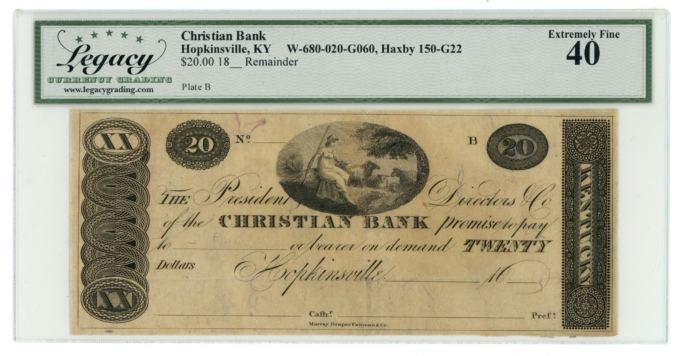 Legacy
CURRENCY GRADING
www.legacygrading.com
Christian Bank
Hopkinsville, KY W-680-020-G060, Haxby 150-G22
$20.00 18__ Remainder
Plate B
Extremely Fine
40
XX
20 No. B 20
THE President, Directors & Co
of the CHRISTIAN BANK promise to pay
to or bearer on demand TWENTY
Dollars Hopkinsville 18
XX
KENTUCKY
Cashr. Prest.
Murray Draper Fairman & Co.